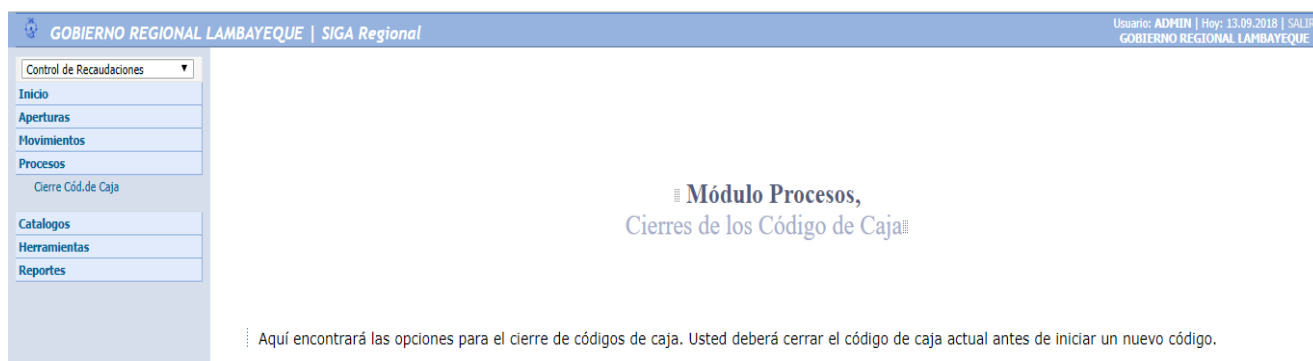 GOBIERNO REGIONAL LAMBAYEQUE | SIGA Regional
Usuario: ADMIN | Hoy: 13.09.2018 | SALIR
GOBIERNO REGIONAL LAMBAYEQUE
Control de Recaudaciones
Inicio
Aperturas
Movimientos
Procesos
Cierre Cód.de Caja
Catalogos
Herramientas
Reportes
Módulo Procesos,
Cierres de los Código de Caja
Aquí encontrará las opciones para el cierre de códigos de caja. Usted deberá cerrar el código de caja actual antes de iniciar un nuevo código.